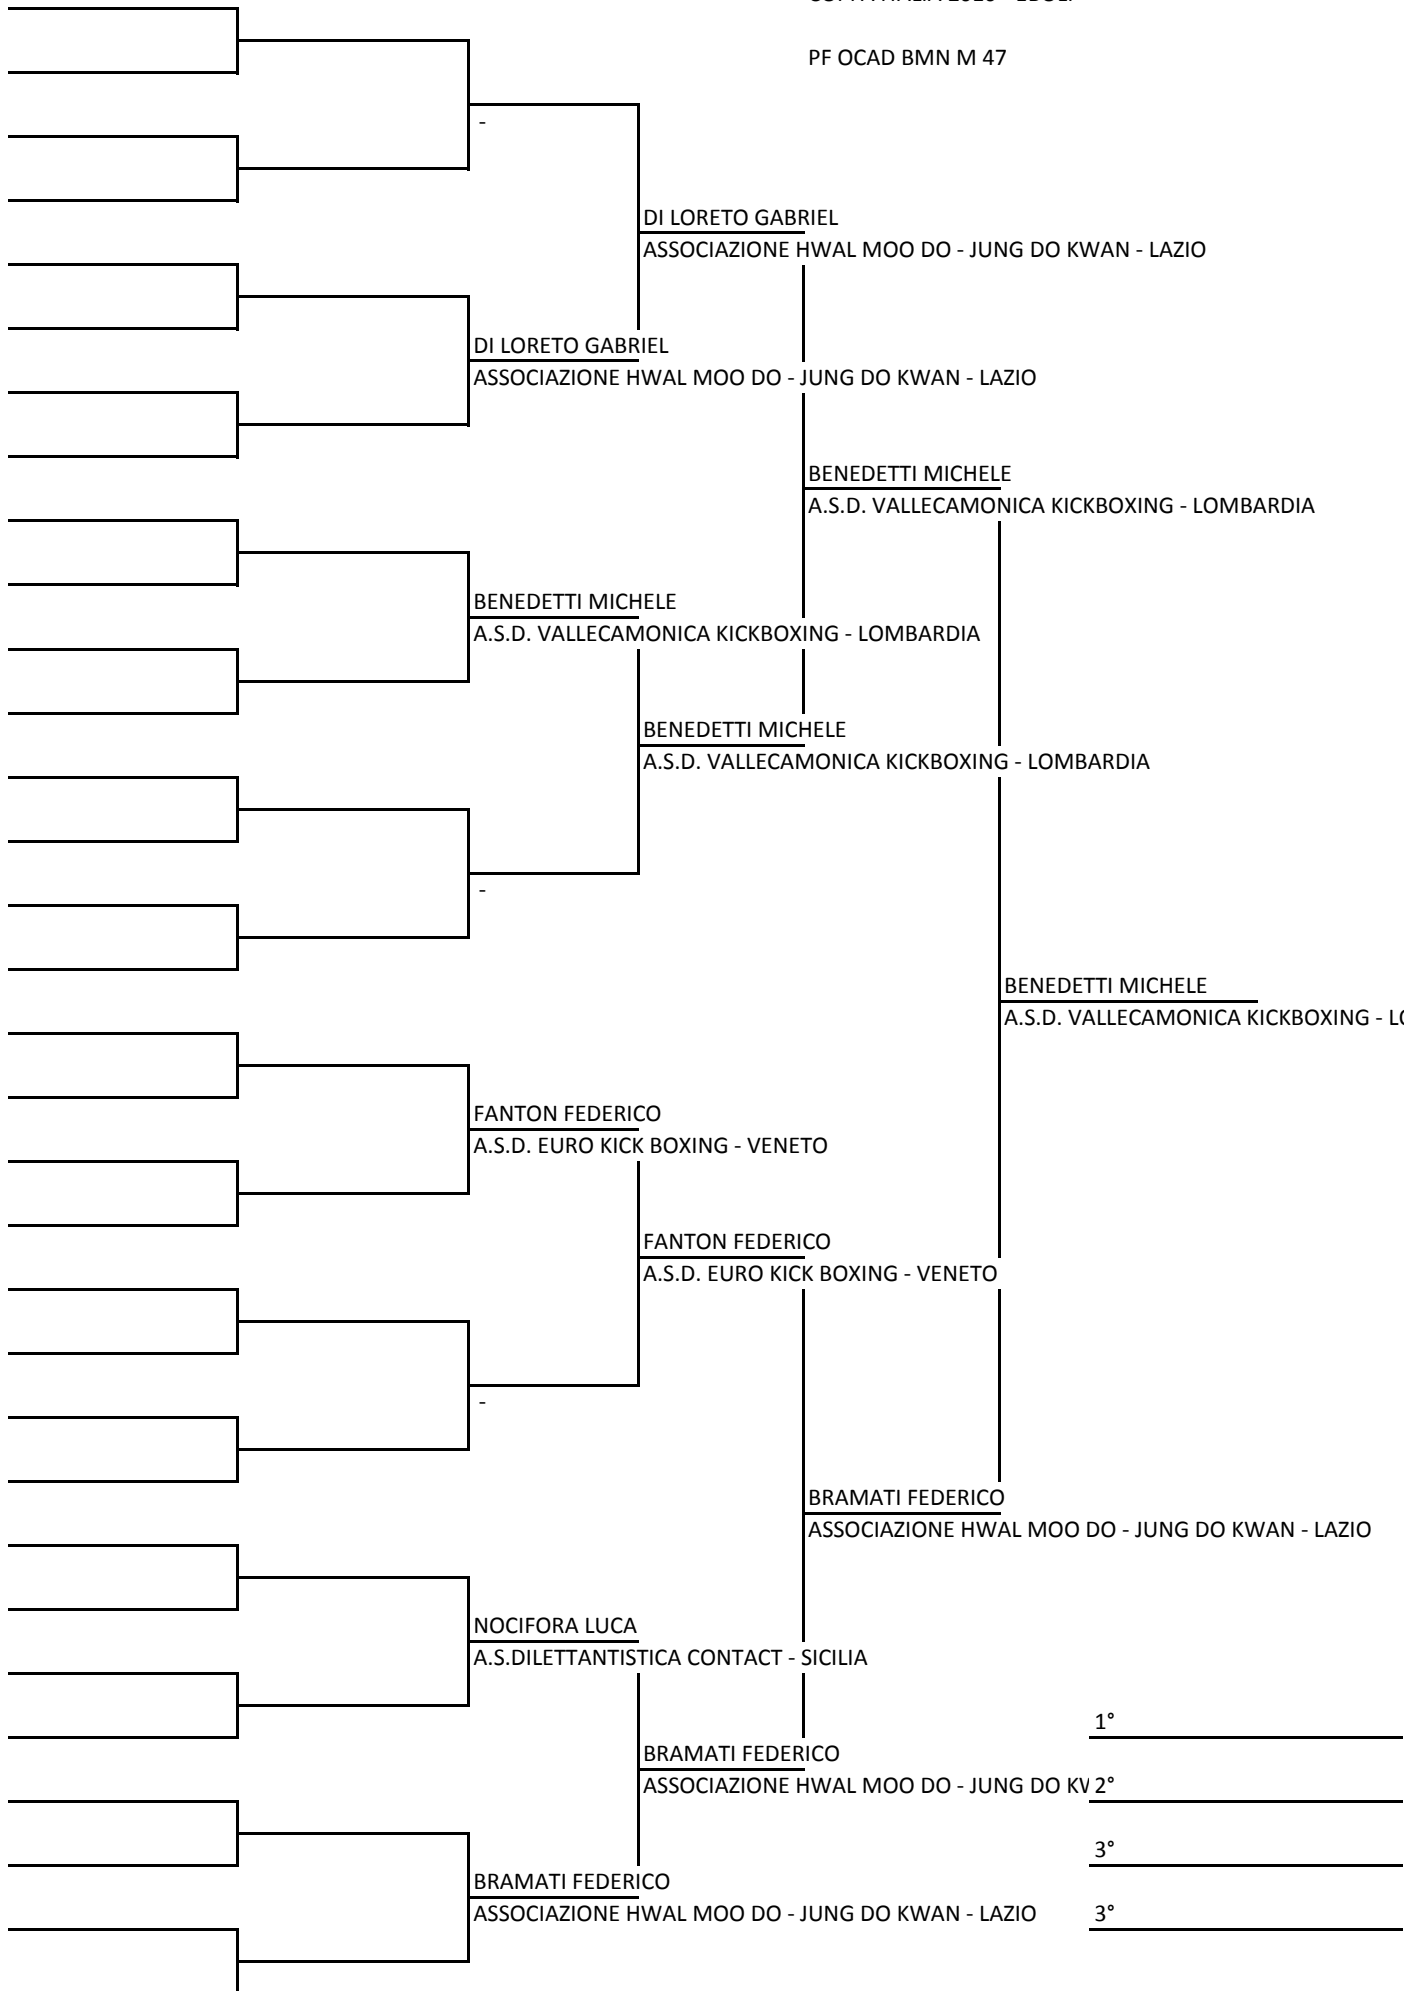 PF OCAD BMN M 47
-
DI LORETO GABRIEL
ASSOCIAZIONE HWAL MOO DO - JUNG DO KWAN - LAZIO
DI LORETO GABRIEL
ASSOCIAZIONE HWAL MOO DO - JUNG DO KWAN - LAZIO
BENEDETTI MICHELE
A.S.D. VALLECAMONICA KICKBOXING - LOMBARDIA
BENEDETTI MICHELE
A.S.D. VALLECAMONICA KICKBOXING - LOMBARDIA
BENEDETTI MICHELE
A.S.D. VALLECAMONICA KICKBOXING - LOMBARDIA
-
BENEDETTI MICHELE
A.S.D. VALLECAMONICA KICKBOXING - LO
FANTON FEDERICO
A.S.D. EURO KICK BOXING - VENETO
FANTON FEDERICO
A.S.D. EURO KICK BOXING - VENETO
-
BRAMATI FEDERICO
ASSOCIAZIONE HWAL MOO DO - JUNG DO KWAN - LAZIO
NOCIFORA LUCA
A.S.DILETTANTISTICA CONTACT - SICILIA
1°
BRAMATI FEDERICO
ASSOCIAZIONE HWAL MOO DO - JUNG DO KW 2°
3°
BRAMATI FEDERICO
ASSOCIAZIONE HWAL MOO DO - JUNG DO KWAN - LAZIO 3°